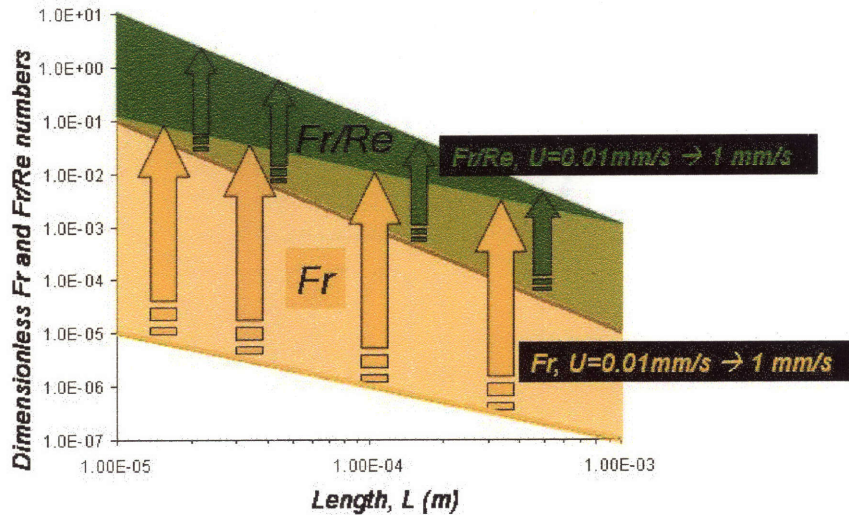 Dimensionless Fr and Fr/Re numbers
1.0E+01
1.0E+00
1.0E-01
1.0E-02
1.0E-03
1.0E-04
1.0E-05
1.0E-06
1.0E-07
Fr/Re
Fr/Re, U=0.01mm/s → 1 mm/s
Fr
Fr, U=0.01mm/s → 1 mm/s
1.00E-05
1.00E-04
1.00E-03
Length, L (m)